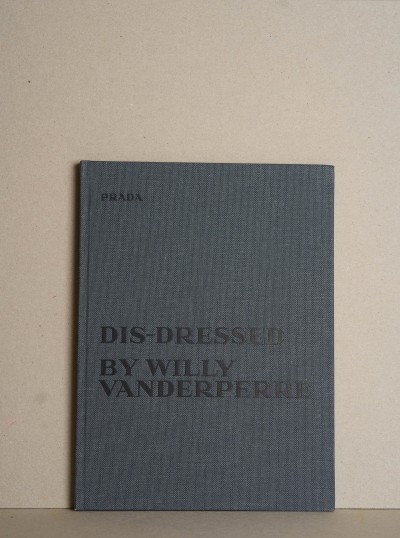 PRADA
DIS-DRESSED
BY WILLY
VANDERPERRE